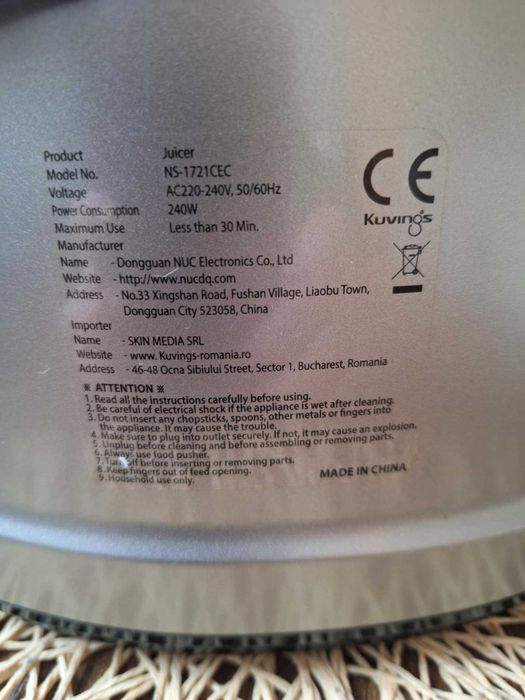 Product Juicer
Model No. NS-1721CEC
Voltage AC220-240V, 50/60Hz
Power Consumption 240W
Maximum Use Less than 30 Min.
Manufacturer
Name - Dongguan NUC Electronics Co., Ltd
Website - http://www.nucdq.com
Address - No.33 Xingshan Road, Fushan Village, Liaobu Town,
Dongguan City 523058, China
Importer
Name - SKIN MEDIA SRL
Website - www. Kuvings-romania.ro
Address - 46-48 Ocna Sibiului Street, Sector 1, Bucharest, Romania
CE
KUVINGS
※ ATTENTION ※
1. Read all the instructions carefully before using.
2. Be careful of electrical shock if the appliance is wet after cleaning.
3. Do not insert any chopsticks, spoons, other metals or fingers into
the appliance. It may cause the trouble.
4. Make sure to plug into outlet securely. If not, it may cause an explosion.
5. Unplug before cleaning and before assembling or removing parts.
6. Always use food pusher.
7. Turn off before inserting or removing parts.
8. Keep fingers out of feed opening.
9. Household use only.
MADE IN CHINA